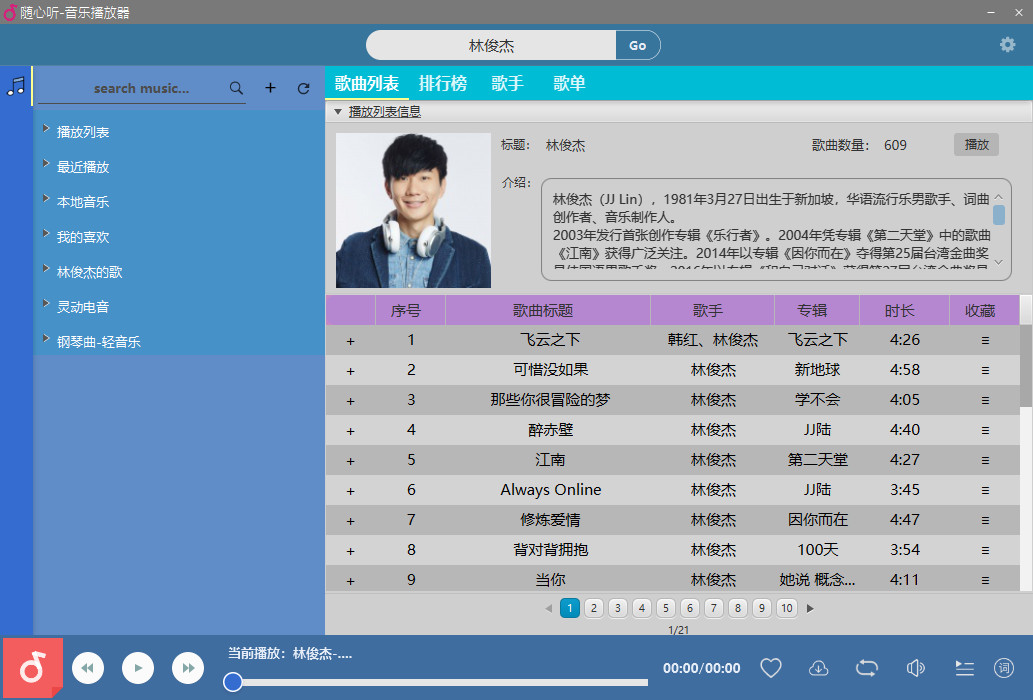 随心听-音乐播放器
林俊杰 Go
search music...
播放列表
最近播放
本地音乐
我的喜欢
林俊杰的歌
灵动电音
钢琴曲-轻音乐
歌曲列表 排行榜 歌手 歌单
播放列表信息
标题: 林俊杰 歌曲数量: 609 播放
介绍:
林俊杰（JJ Lin），1981年3月27日出生于新加坡，华语流行乐男歌手、词曲
创作者、音乐制作人。
2003年发行首张创作专辑《乐行者》。2004年凭专辑《第二天堂》中的歌曲
《江南》获得广泛关注。2014年以专辑《因你而在》夺得第25届台湾金曲奖
序号 歌曲标题 歌手 专辑 时长 收藏
+ 1 飞云之下 韩红、林俊杰 飞云之下 4:26 ≡
+ 2 可惜没如果 林俊杰 新地球 4:58 ≡
+ 3 那些你很冒险的梦 林俊杰 学不会 4:05 ≡
+ 4 醉赤壁 林俊杰 JJ陆 4:40 ≡
+ 5 江南 林俊杰 第二天堂 4:27 ≡
+ 6 Always Online 林俊杰 JJ陆 3:45 ≡
+ 7 修炼爱情 林俊杰 因你而在 4:47 ≡
+ 8 背对背拥抱 林俊杰 100天 3:54 ≡
+ 9 当你 林俊杰 她说 概念... 4:11 ≡
1 2 3 4 5 6 7 8 9 10
1/21
当前播放: 林俊杰-....
00:00/00:00
词